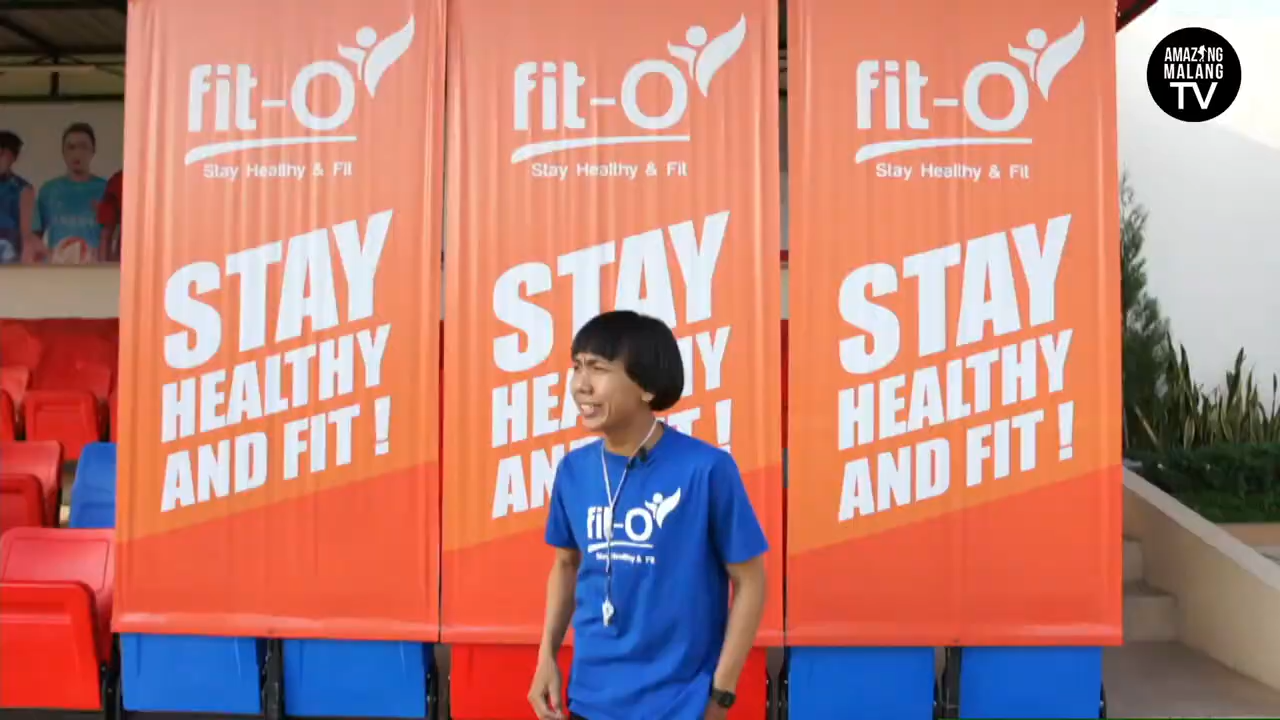 fit-O
Stay Healthy & Fit
STAY
HEALTHY
AND FIT !
fit-O
Stay Healthy & Fit
STAY
fit-O
Stay Healthy & Fit
STAY
HEALTHY
AND FIT !
fit-O
Stay Healthy & Fit
AMAZING
MALANG
TV